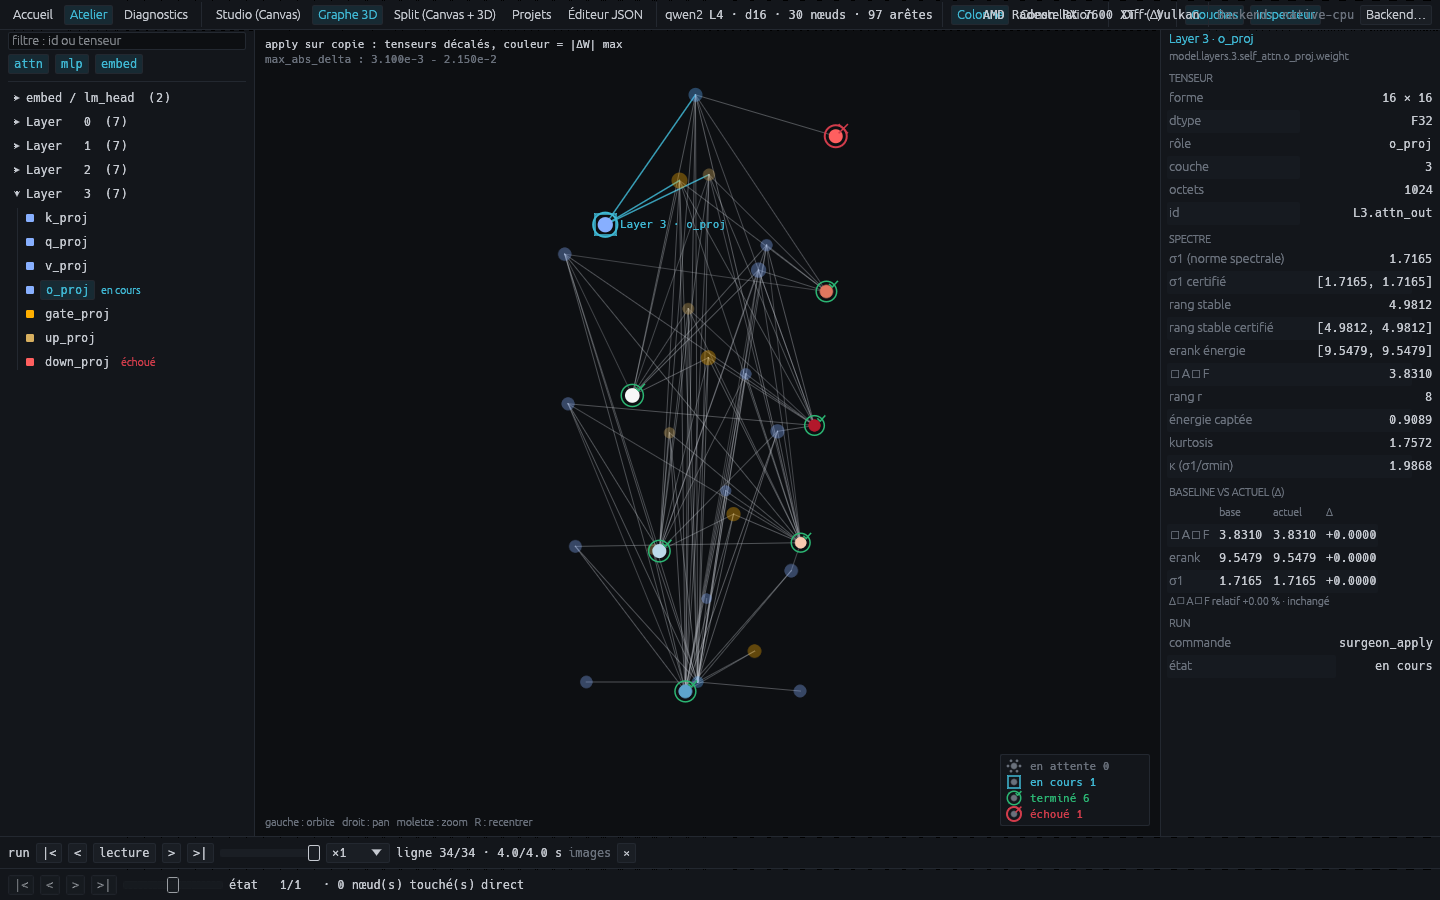 Accueil Atelier Diagnostics Studio (Canvas) Graphe 3D Split (Canvas + 3D) Projets Éditeur JSON qwen2 L4 · d16 · 30 nœuds · 97 arêtes Backend…
filtre : id ou tenseur
attn mlp embed
embed / lm_head (2)
Layer 0 (7)
Layer 1 (7)
Layer 2 (7)
Layer 3 (7)
k_proj
q_proj
v_proj
o_proj en cours
gate_proj
up_proj
down_proj échoué
apply sur copie : tenseurs décalés, couleur = |ΔW| max
max_abs_delta : 3.100e-3 - 2.150e-2
Layer 3 · o_proj
gauche : orbite droit : pan molette : zoom R : recentrer
en attente 0
en cours 1
terminé 6
échoué 1
Layer 3 · o_proj
model.layers.3.self_attn.o_proj.weight
TENSEUR
forme 16 × 16
dtype F32
rôle o_proj
couche 3
octets 1024
id L3.attn_out
SPECTRE
σ1 (norme spectrale) 1.7165
σ1 certifié [1.7165, 1.7165]
rang stable 4.9812
rang stable certifié [4.9812, 4.9812]
erank énergie [9.5479, 9.5479]
□A□F 3.8310
rang r 8
énergie captée 0.9089
kurtosis 1.7572
κ (σ1/σmin) 1.9868
BASELINE VS ACTUEL (Δ)
base actuel Δ
□A□F 3.8310 3.8310 +0.0000
erank 9.5479 9.5479 +0.0000
σ1 1.7165 1.7165 +0.0000
Δ□A□F relatif +0.00 % · inchangé
RUN
commande surgeon_apply
état en cours
run |< < lecture > >| ×1 ligne 34/34 · 4.0/4.0 s images ×
|< < > >| état 1/1 · 0 nœud(s) touché(s) direct